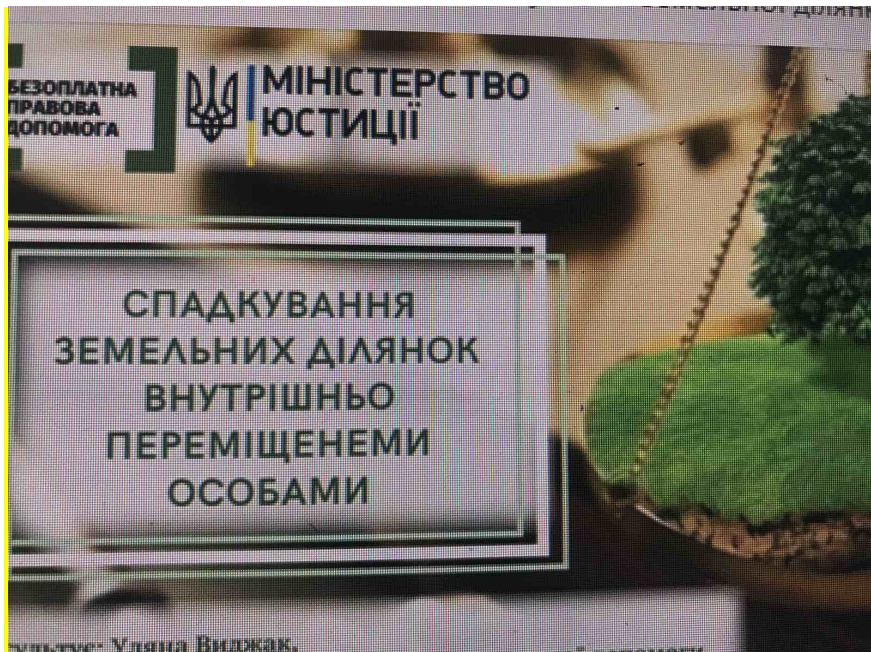 БЕЗОПЛАТНА
ПРАВОВА
ДОПОМОГА
МІНІСТЕРСТВО
ЮСТИЦІЇ
СПАДКУВАННЯ
ЗЕМЕЛЬНИХ ДІЛЯНОК
ВНУТРІШНЬО
ПЕРЕМІЩЕНЕМИ
ОСОБАМИ
Уляна Виджак,